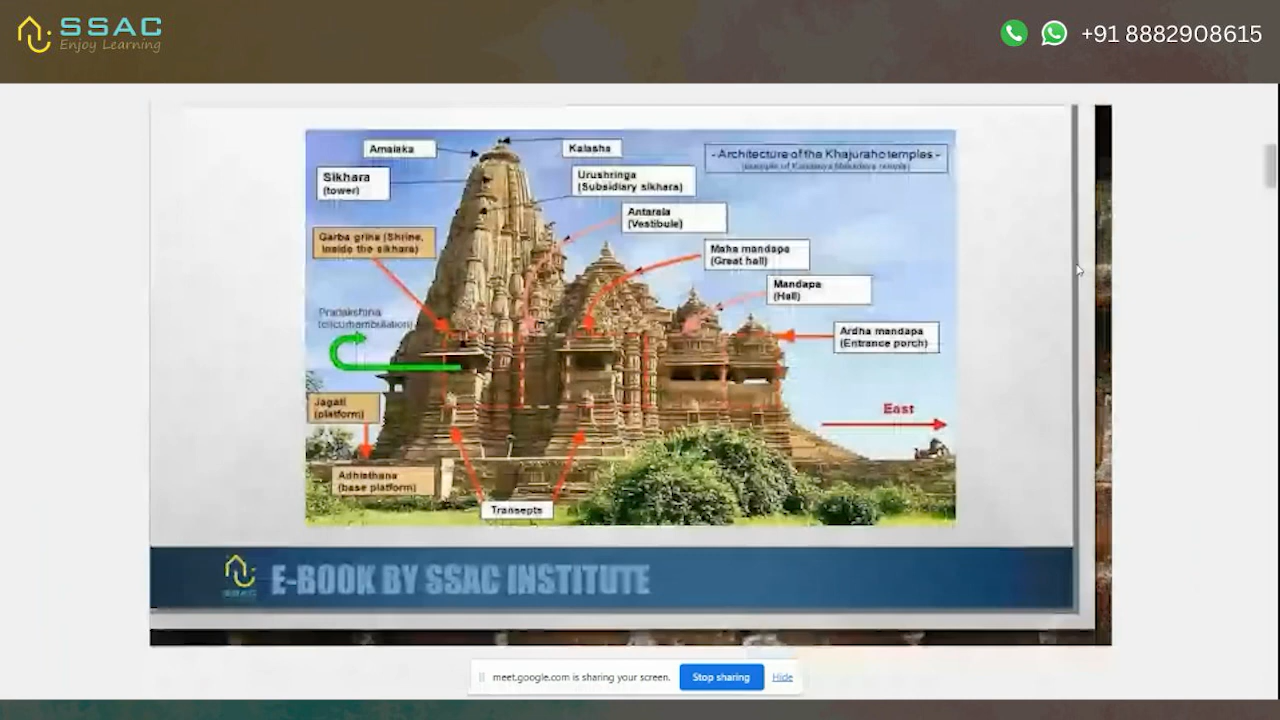 SSAC
Enjoy Learning
+91 8882908615
Amalaka
Kalasha
- Architecture of the Khajuraho temples -
Sikhara
(tower)
Urushringa
(Subsidiary sikhara)
Antarala
(Vestibule)
Garba griha (Shrine,
inside the sikhara)
Maha mandapa
(Great hall)
Mandapa
(Hall)
Pradakshina
(circumambulation)
Ardha mandapa
(Entrance porch)
Jagati
(platform)
East
Adhisthana
(base platform)
Transepts
SSAC
E-BOOK BY SSAC INSTITUTE
meet.google.com is sharing your screen.
Stop sharing
Hide